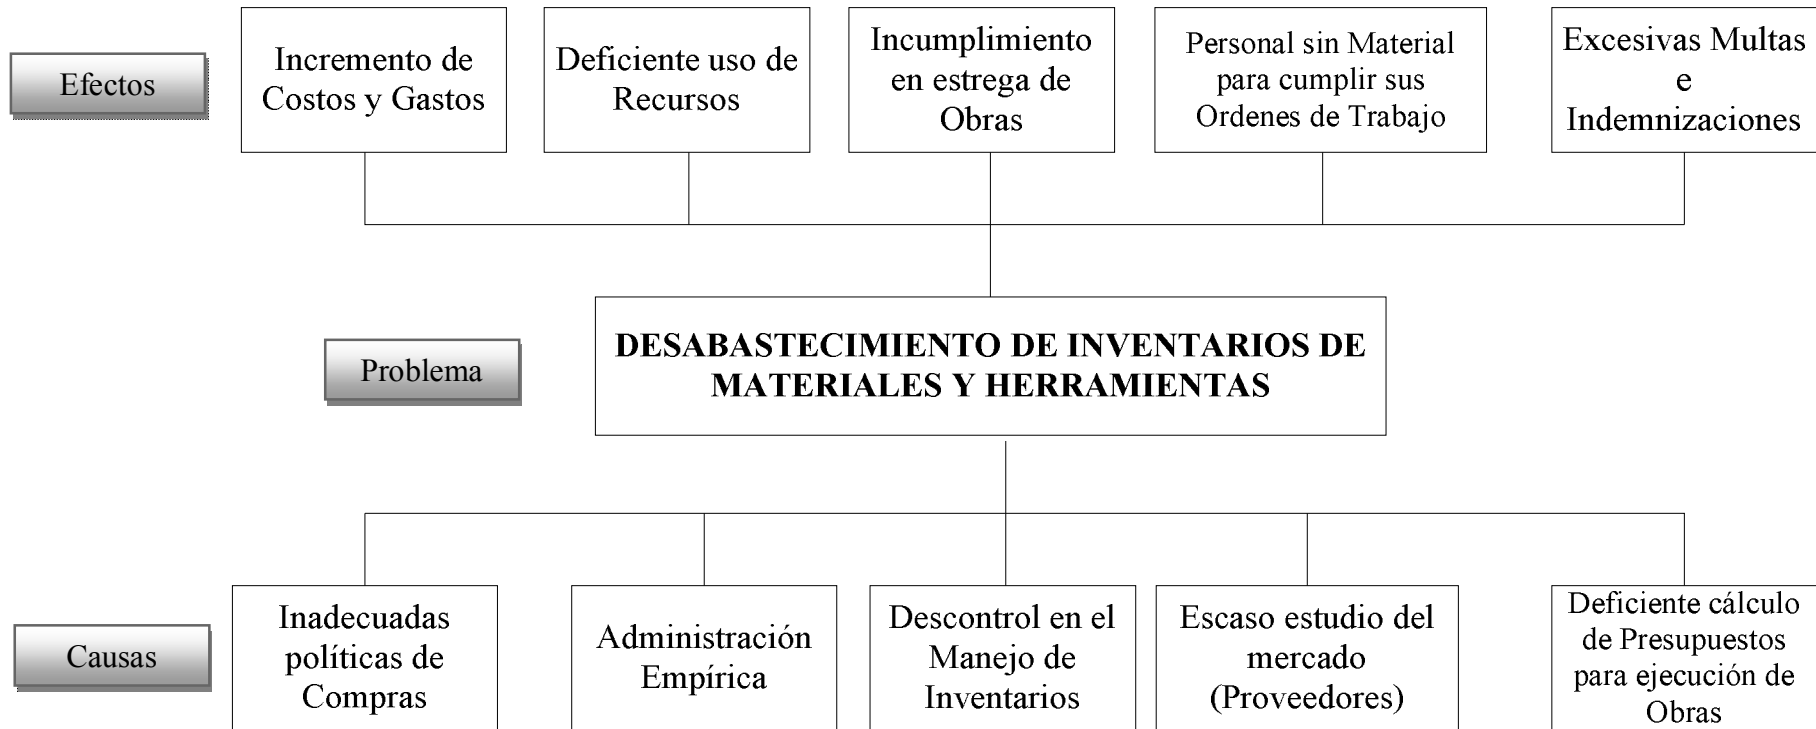 Efectos
Incremento de
Costos y Gastos
Deficiente uso de
Recursos
Incumplimiento
en estrega de
Obras
Personal sin Material
para cumplir sus
Ordenes de Trabajo
Excesivas Multas
e
Indemnizaciones
Problema
DESABASTECIMIENTO DE INVENTARIOS DE
MATERIALES Y HERRAMIENTAS
Causas
Inadecuadas
políticas de
Compras
Administración
Empírica
Descontrol en el
Manejo de
Inventarios
Escaso estudio del
mercado
(Proveedores)
Deficiente cálculo
de Presupuestos
para ejecución de
Obras